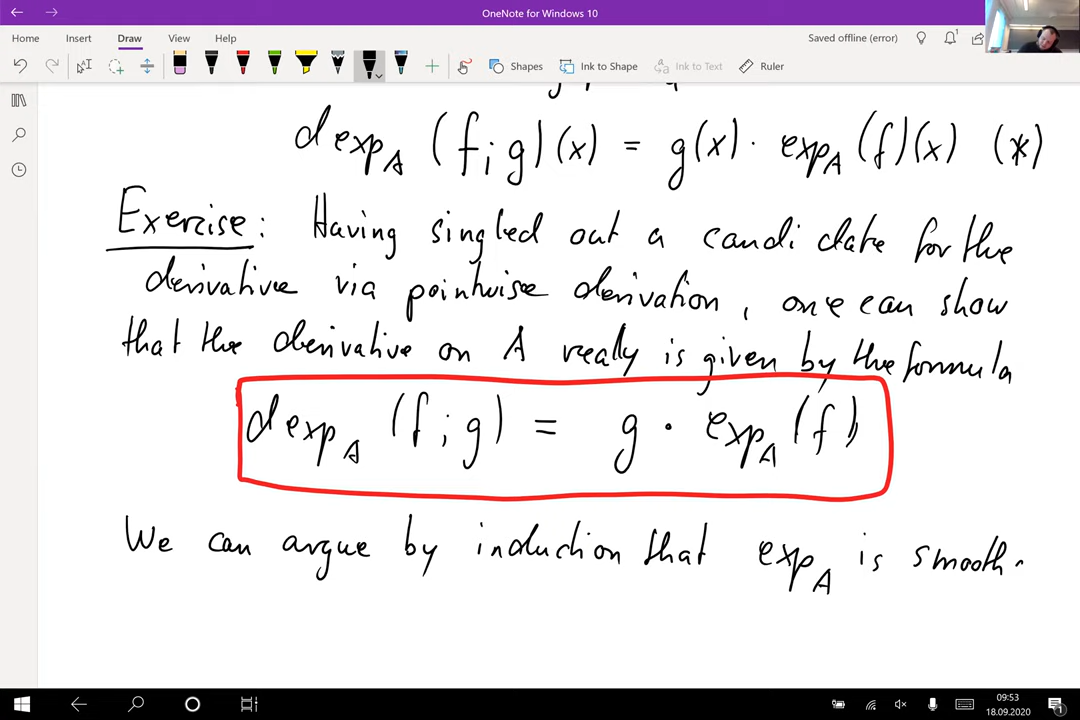 OneNote for Windows 10
Home Insert Draw View Help Saved offline (error)
Shapes Ink to Shape Ink to Text Ruler
d exp_A (f; g)(x) = g(x) · exp_A (f)(x) (*)
Exercise: Having singled out a candidate for the
derivative via pointwise derivation, one can show
that the derivative on A really is given by the formula
d exp_A (f; g) = g · exp_A (f)
We can argue by induction that exp_A is smooth.
09:53
18.09.2020